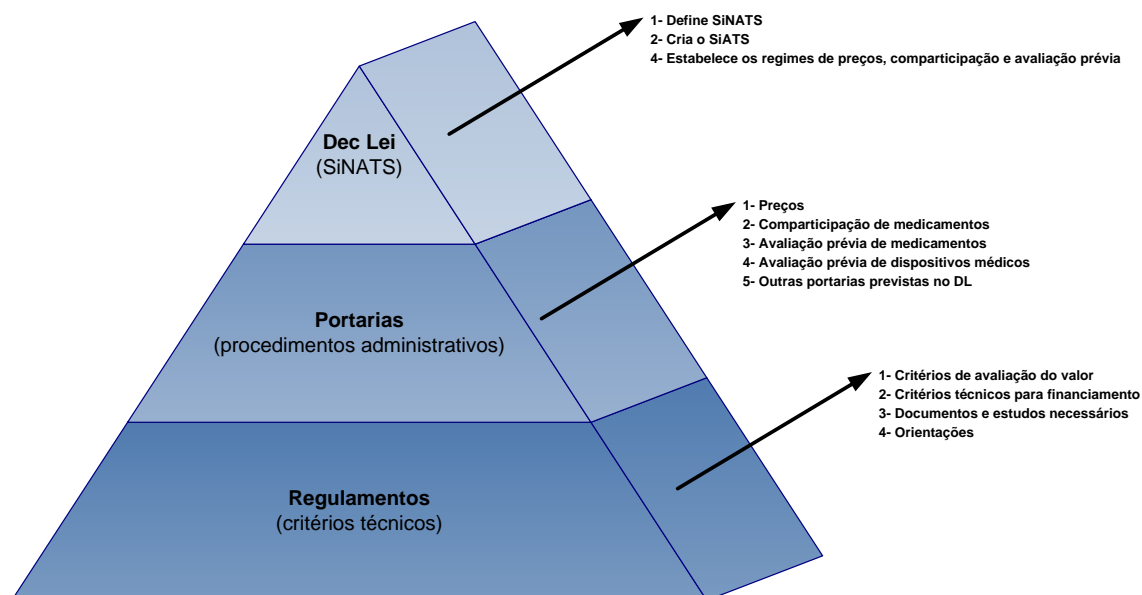 1- Define SiNATS
2- Cria o SiATS
4- Estabelece os regimes de preços, comparticipação e avaliação prévia
Dec Lei
(SiNATS)
1- Preços
2- Comparticipação de medicamentos
3- Avaliação prévia de medicamentos
4- Avaliação prévia de dispositivos médicos
5- Outras portarias previstas no DL
Portarias
(procedimentos administrativos)
1- Critérios de avaliação do valor
2- Critérios técnicos para financiamento
3- Documentos e estudos necessários
4- Orientações
Regulamentos
(critérios técnicos)